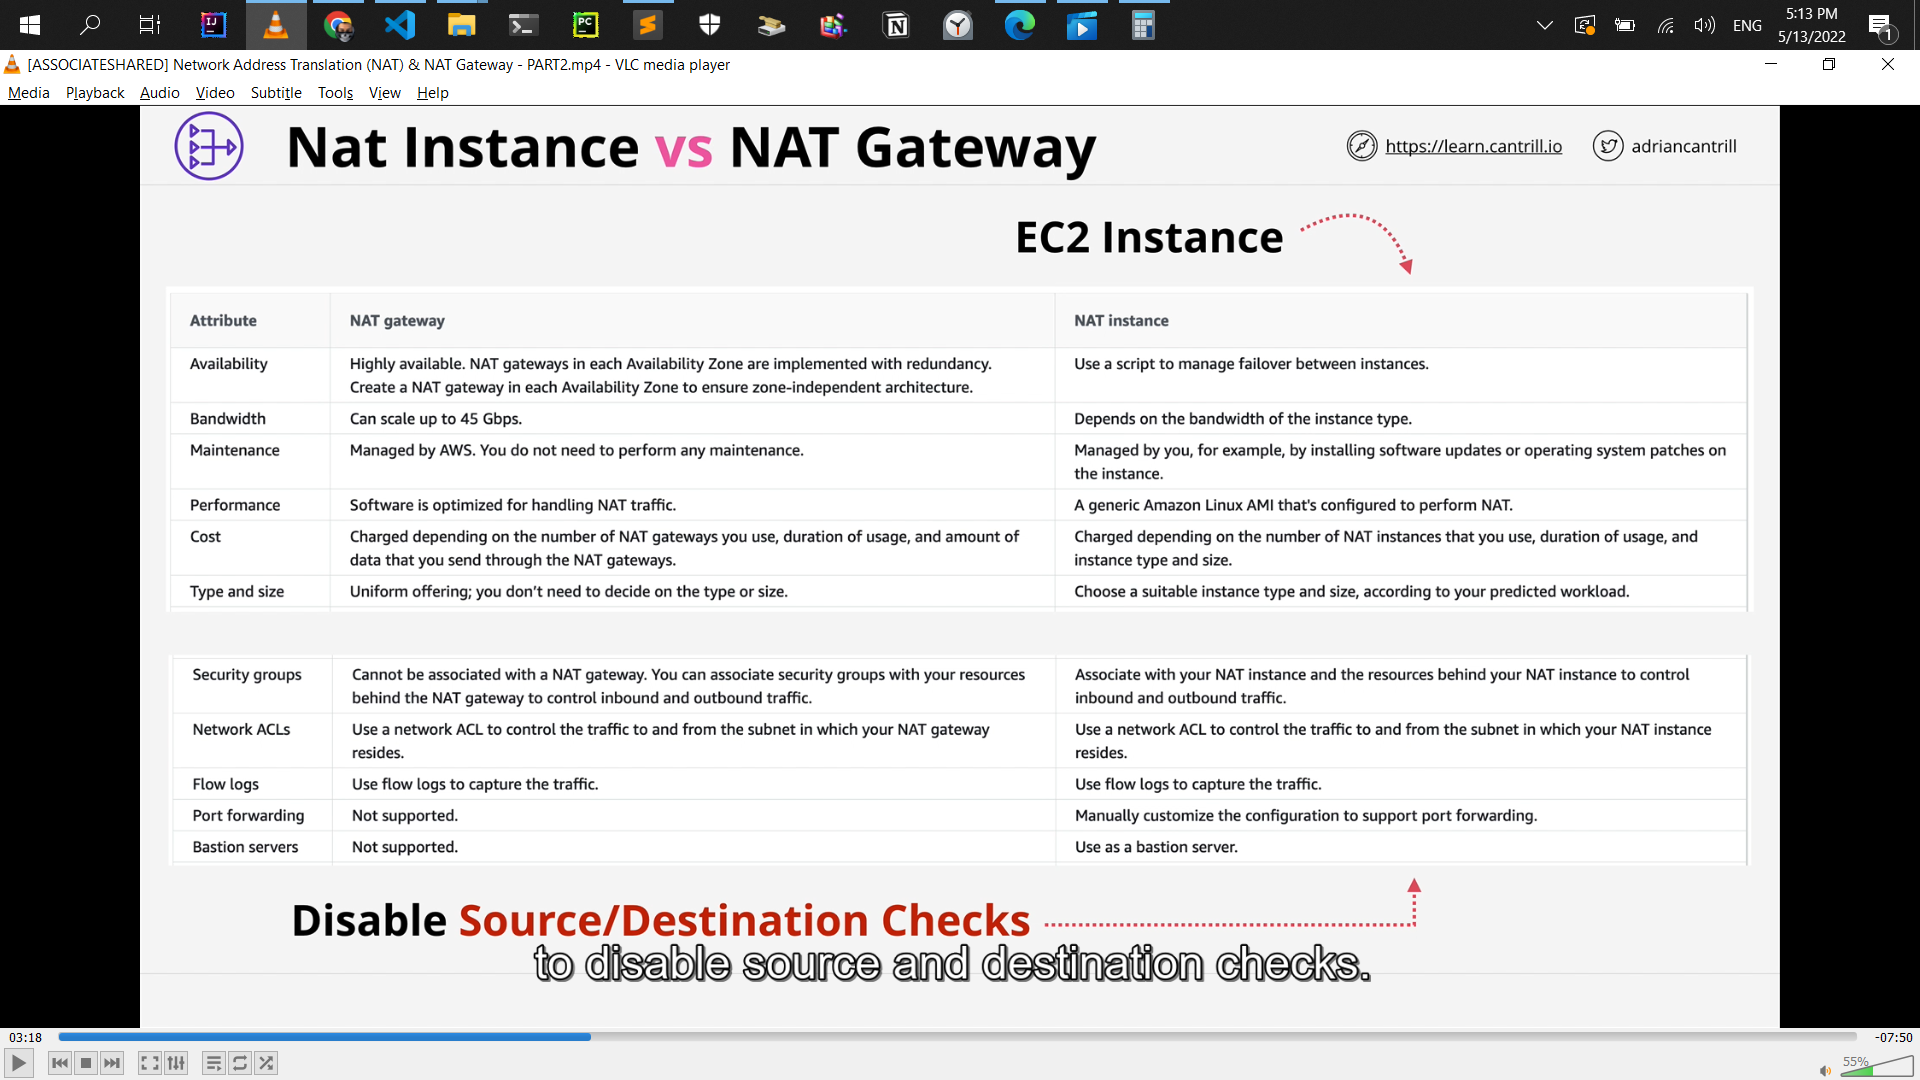 ENG
5:13 PM
5/13/2022
1
[ASSOCIATESHARED] Network Address Translation (NAT) & NAT Gateway - PART2.mp4 - VLC media player
Media Playback Audio Video Subtitle Tools View Help
Nat Instance vs NAT Gateway
https://learn.cantrill.io
adriancantrill
EC2 Instance
Attribute NAT gateway NAT instance
Availability Highly available. NAT gateways in each Availability Zone are implemented with redundancy. Use a script to manage failover between instances.
Create a NAT gateway in each Availability Zone to ensure zone-independent architecture.
Bandwidth Can scale up to 45 Gbps. Depends on the bandwidth of the instance type.
Maintenance Managed by AWS. You do not need to perform any maintenance. Managed by you, for example, by installing software updates or operating system patches on
the instance.
Performance Software is optimized for handling NAT traffic. A generic Amazon Linux AMI that's configured to perform NAT.
Cost Charged depending on the number of NAT gateways you use, duration of usage, and amount of Charged depending on the number of NAT instances that you use, duration of usage, and
data that you send through the NAT gateways. instance type and size.
Type and size Uniform offering; you don’t need to decide on the type or size. Choose a suitable instance type and size, according to your predicted workload.
Security groups Cannot be associated with a NAT gateway. You can associate security groups with your resources Associate with your NAT instance and the resources behind your NAT instance to control
behind the NAT gateway to control inbound and outbound traffic. inbound and outbound traffic.
Network ACLs Use a network ACL to control the traffic to and from the subnet in which your NAT gateway Use a network ACL to control the traffic to and from the subnet in which your NAT instance
resides. resides.
Flow logs Use flow logs to capture the traffic. Use flow logs to capture the traffic.
Port forwarding Not supported. Manually customize the configuration to support port forwarding.
Bastion servers Not supported. Use as a bastion server.
Disable Source/Destination Checks
to disable source and destination checks.
03:18 -07:50
55%